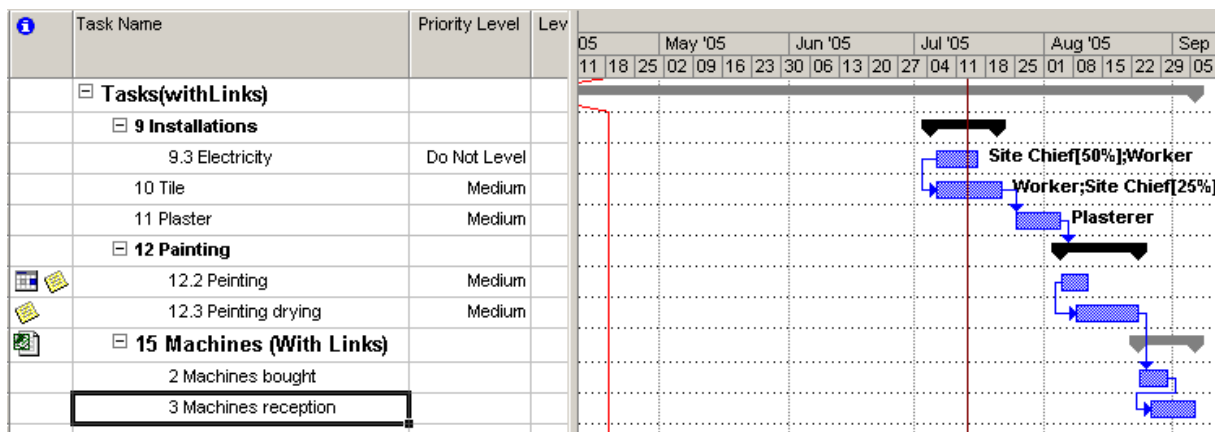 Task Name Priority Level Lev
05 May '05 Jun '05 Jul '05 Aug '05 Sep
11 18 25 02 09 16 23 30 06 13 20 27 04 11 18 25 01 08 15 22 29 05
Tasks(withLinks)
9 Installations
9.3 Electricity Do Not Level Site Chief[50%];Worker
10 Tile Medium Worker;Site Chief[25%]
11 Plaster Medium Plasterer
12 Painting
12.2 Peinting Medium
12.3 Peinting drying Medium
15 Machines (With Links)
2 Machines bought
3 Machines reception